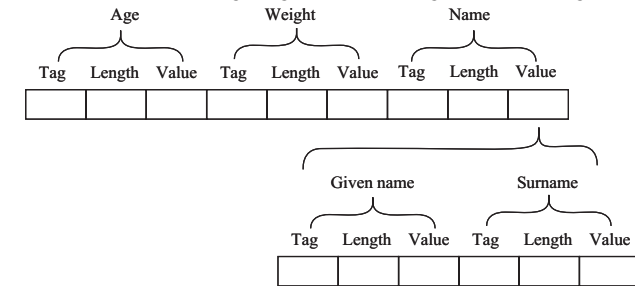 Age Weight Name
Tag Length Value Tag Length Value Tag Length Value
Given name Surname
Tag Length Value Tag Length Value